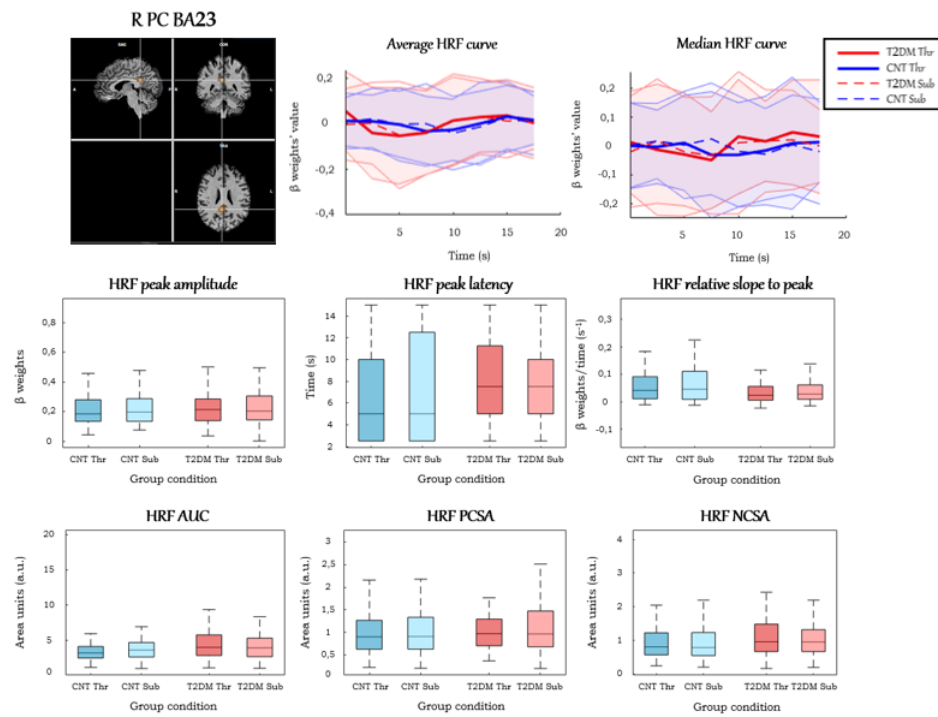 R PC BA23
SAG
COR
A
P
R
L
TRA
R
L
Average HRF curve
β weights' value
0,2
0
-0,2
-0,4
5
10
15
20
Time (s)
Median HRF curve
β weights' value
0,2
0,1
0
-0,1
-0,2
5
10
15
20
Time (s)
T2DM Thr
CNT Thr
T2DM Sub
CNT Sub
HRF peak amplitude
β weights
0,8
0,6
0,4
0,2
0
CNT Thr
CNT Sub
T2DM Thr
T2DM Sub
Group condition
HRF peak latency
Time (s)
14
12
10
8
6
4
2
CNT Thr
CNT Sub
T2DM Thr
T2DM Sub
Group condition
HRF relative slope to peak
β weights/time (s⁻¹)
0,3
0,2
0,1
0
-0,1
CNT Thr
CNT Sub
T2DM Thr
T2DM Sub
Group condition
HRF AUC
Area units (a.u.)
20
15
10
5
0
CNT Thr
CNT Sub
T2DM Thr
T2DM Sub
Group condition
HRF PCSA
Area units (a.u.)
3
2,5
2
1,5
1
0,5
0
CNT Thr
CNT Sub
T2DM Thr
T2DM Sub
Group condition
HRF NCSA
Area units (a.u.)
4
3
2
1
0
CNT Thr
CNT Sub
T2DM Thr
T2DM Sub
Group condition